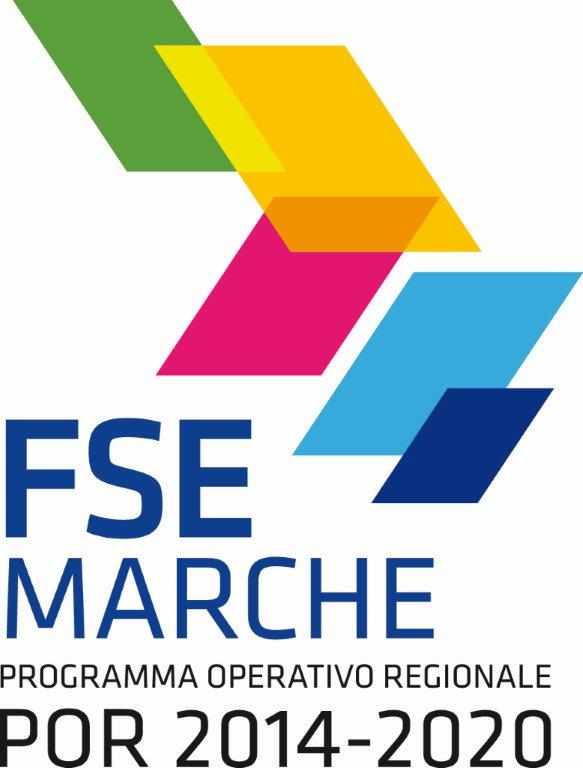 FSE
MARCHE
PROGRAMMA OPERATIVO REGIONALE
POR 2014-2020